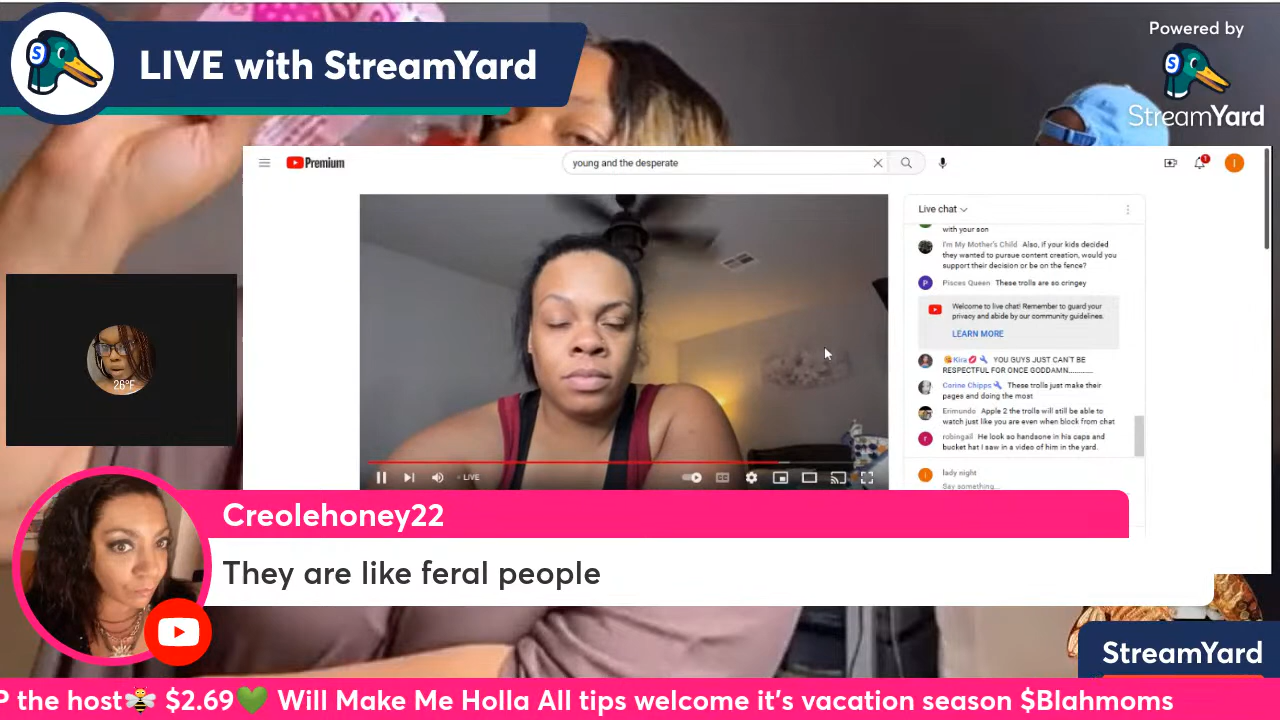 LIVE with StreamYard
Powered by
StreamYard
Premium
young and the desperate
1
I
Live chat
with your son
I'm My Mother's Child Also, if your kids decided
they wanted to pursue content creation, would you
support their decision or be on the fence?
P
Pisces Queen These trolls are so cringey
Welcome to live chat! Remember to guard your
privacy and abide by our community guidelines.
LEARN MORE
😘Kira💋 🔧 YOU GUYS JUST CAN'T BE
RESPECTFUL FOR ONCE GODDAMN.............
Corine Chipps 🔧 These trolls just make their
pages and doing the most
Erimundo Apple 2 the trolls will still be able to
watch just like you are even when block from chat
r
robingail He look so handsome in his caps and
bucket hat I saw in a video of him in the yard.
l
lady night
Say something...
LIVE
CC
26°F
Creolehoney22
They are like feral people
StreamYard
P the host🐝 $2.69💚 Will Make Me Holla All tips welcome it's vacation season $Blahmoms